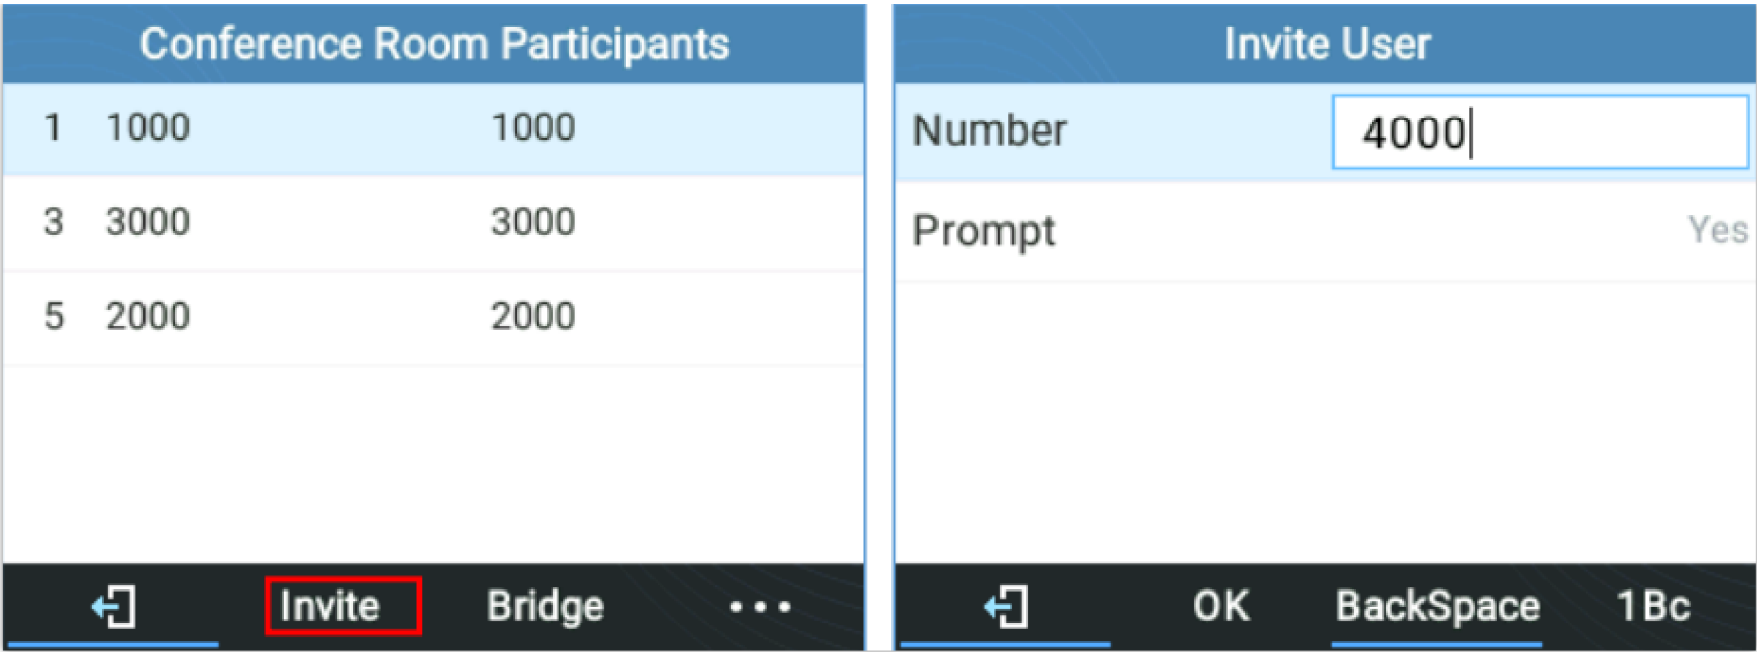 Conference Room Participants
1 1000 1000
3 3000 3000
5 2000 2000
Invite Bridge ...
Invite User
Number 4000
Prompt Yes
OK BackSpace 1Bc